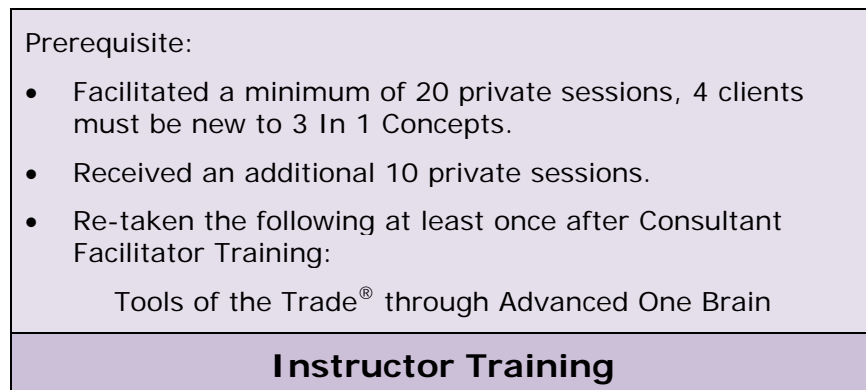 Prerequisite:
• Facilitated a minimum of 20 private sessions, 4 clients
must be new to 3 In 1 Concepts.
• Received an additional 10 private sessions.
• Re-taken the following at least once after Consultant
Facilitator Training:
Tools of the Trade® through Advanced One Brain
Instructor Training